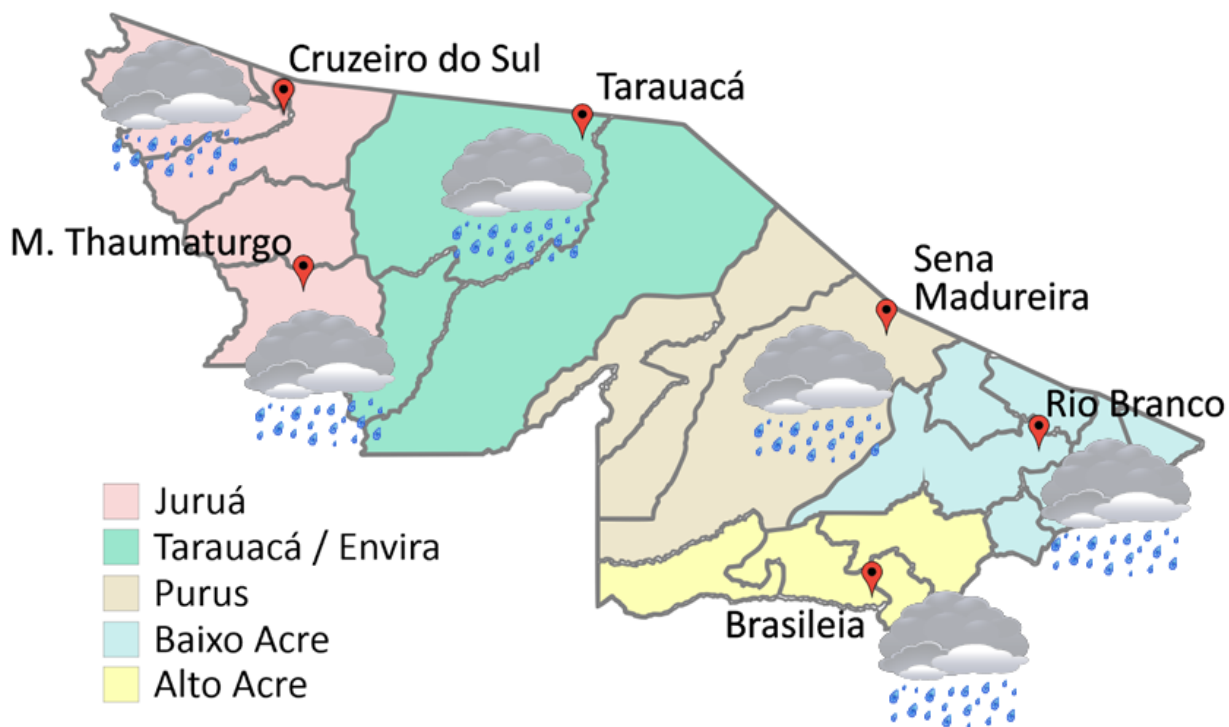 Cruzeiro do Sul
Tarauacá
M. Thaumaturgo
Sena
Madureira
Rio Branco
Brasileia
Juruá
Tarauacá / Envira
Purus
Baixo Acre
Alto Acre